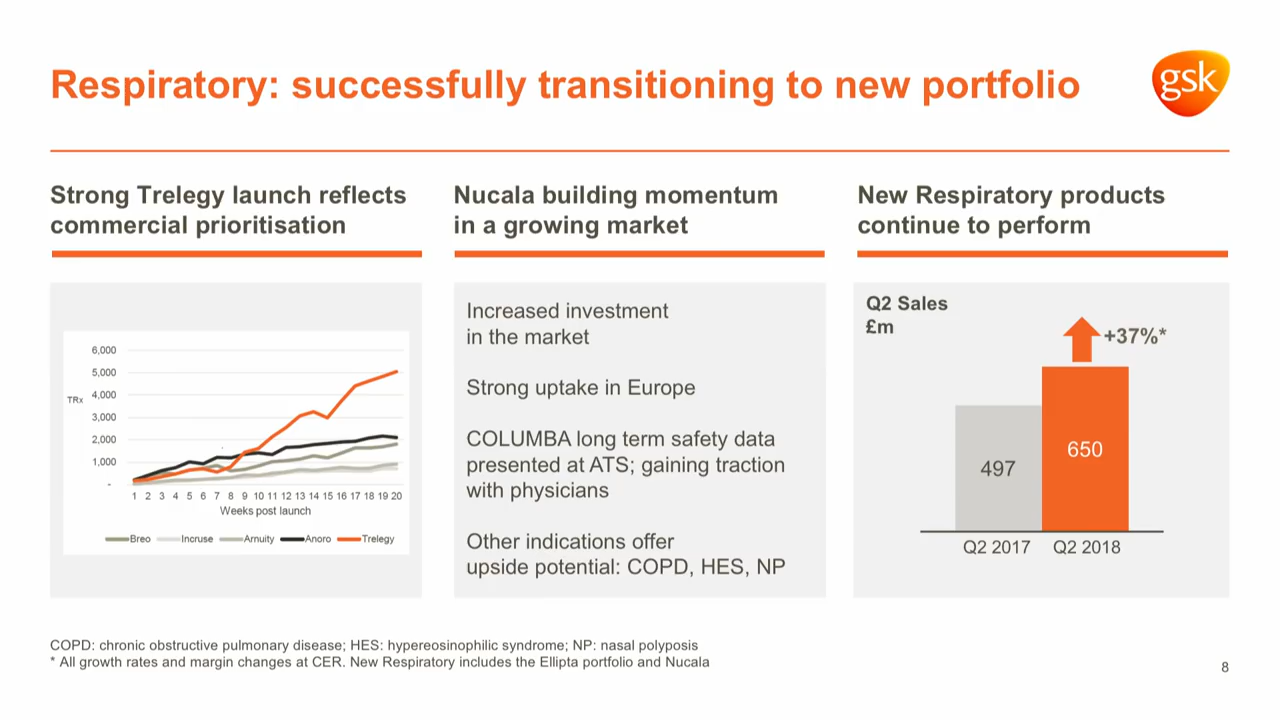 Respiratory: successfully transitioning to new portfolio
gsk
Strong Trelegy launch reflects
commercial prioritisation
Nucala building momentum
in a growing market
New Respiratory products
continue to perform
6,000
5,000
TRx
4,000
3,000
2,000
1,000
-
1 2 3 4 5 6 7 8 9 10 11 12 13 14 15 16 17 18 19 20
Weeks post launch
Breo Incruse Arnuity Anoro Trelegy
Increased investment
in the market
Strong uptake in Europe
COLUMBA long term safety data
presented at ATS; gaining traction
with physicians
Other indications offer
upside potential: COPD, HES, NP
Q2 Sales
£m
+37%*
497
650
Q2 2017 Q2 2018
COPD: chronic obstructive pulmonary disease; HES: hypereosinophilic syndrome; NP: nasal polyposis
* All growth rates and margin changes at CER. New Respiratory includes the Ellipta portfolio and Nucala
8